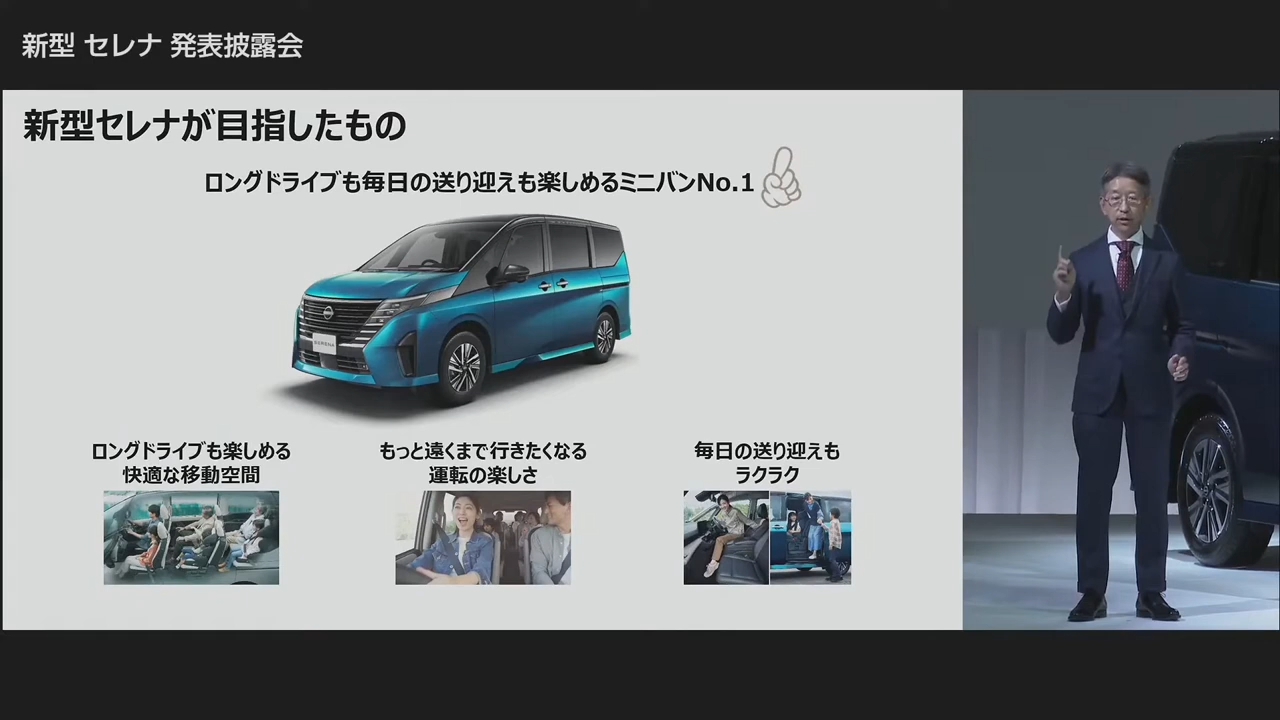 新型 セレナ 発表披露会
新型セレナが目指したもの
ロングドライブも毎日の送り迎えも楽しめるミニバンNo.1
SERENA
ロングドライブも楽しめる
快適な移動空間
もっと遠くまで行きたくなる
運転の楽しさ
毎日の送り迎えも
ラクラク